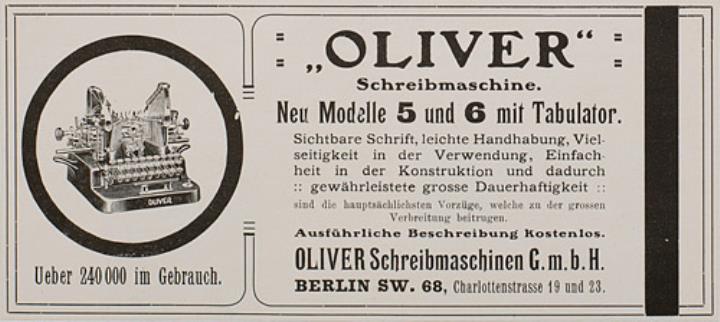 OLIVER
Ueber 240000 im Gebrauch.
„OLIVER“
Schreibmaschine.
Neu Modelle 5 und 6 mit Tabulator.
Sichtbare Schrift, leichte Handhabung, Viel-
seitigkeit in der Verwendung, Einfach-
heit in der Konstruktion und dadurch
:: gewährleistete grosse Dauerhaftigkeit ::
sind die hauptsächlichsten Vorzüge, welche zu der grossen
Verbreitung beitrugen.
Ausführliche Beschreibung kostenlos.
OLIVER Schreibmaschinen G.m.b.H.
BERLIN SW. 68, Charlottenstrasse 19 und 23.